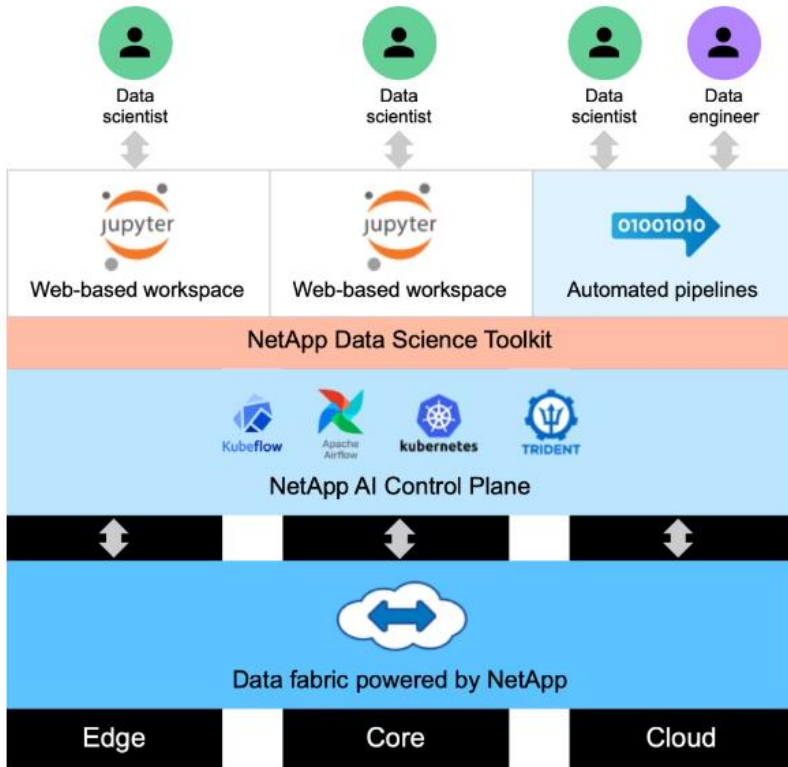 Data
scientist
Data
scientist
Data
scientist
Data
engineer
jupyter
Web-based workspace
jupyter
Web-based workspace
01001010
Automated pipelines
NetApp Data Science Toolkit
Kubeflow
Apache
Airflow
kubernetes
TRIDENT
NetApp AI Control Plane
Data fabric powered by NetApp
Edge
Core
Cloud